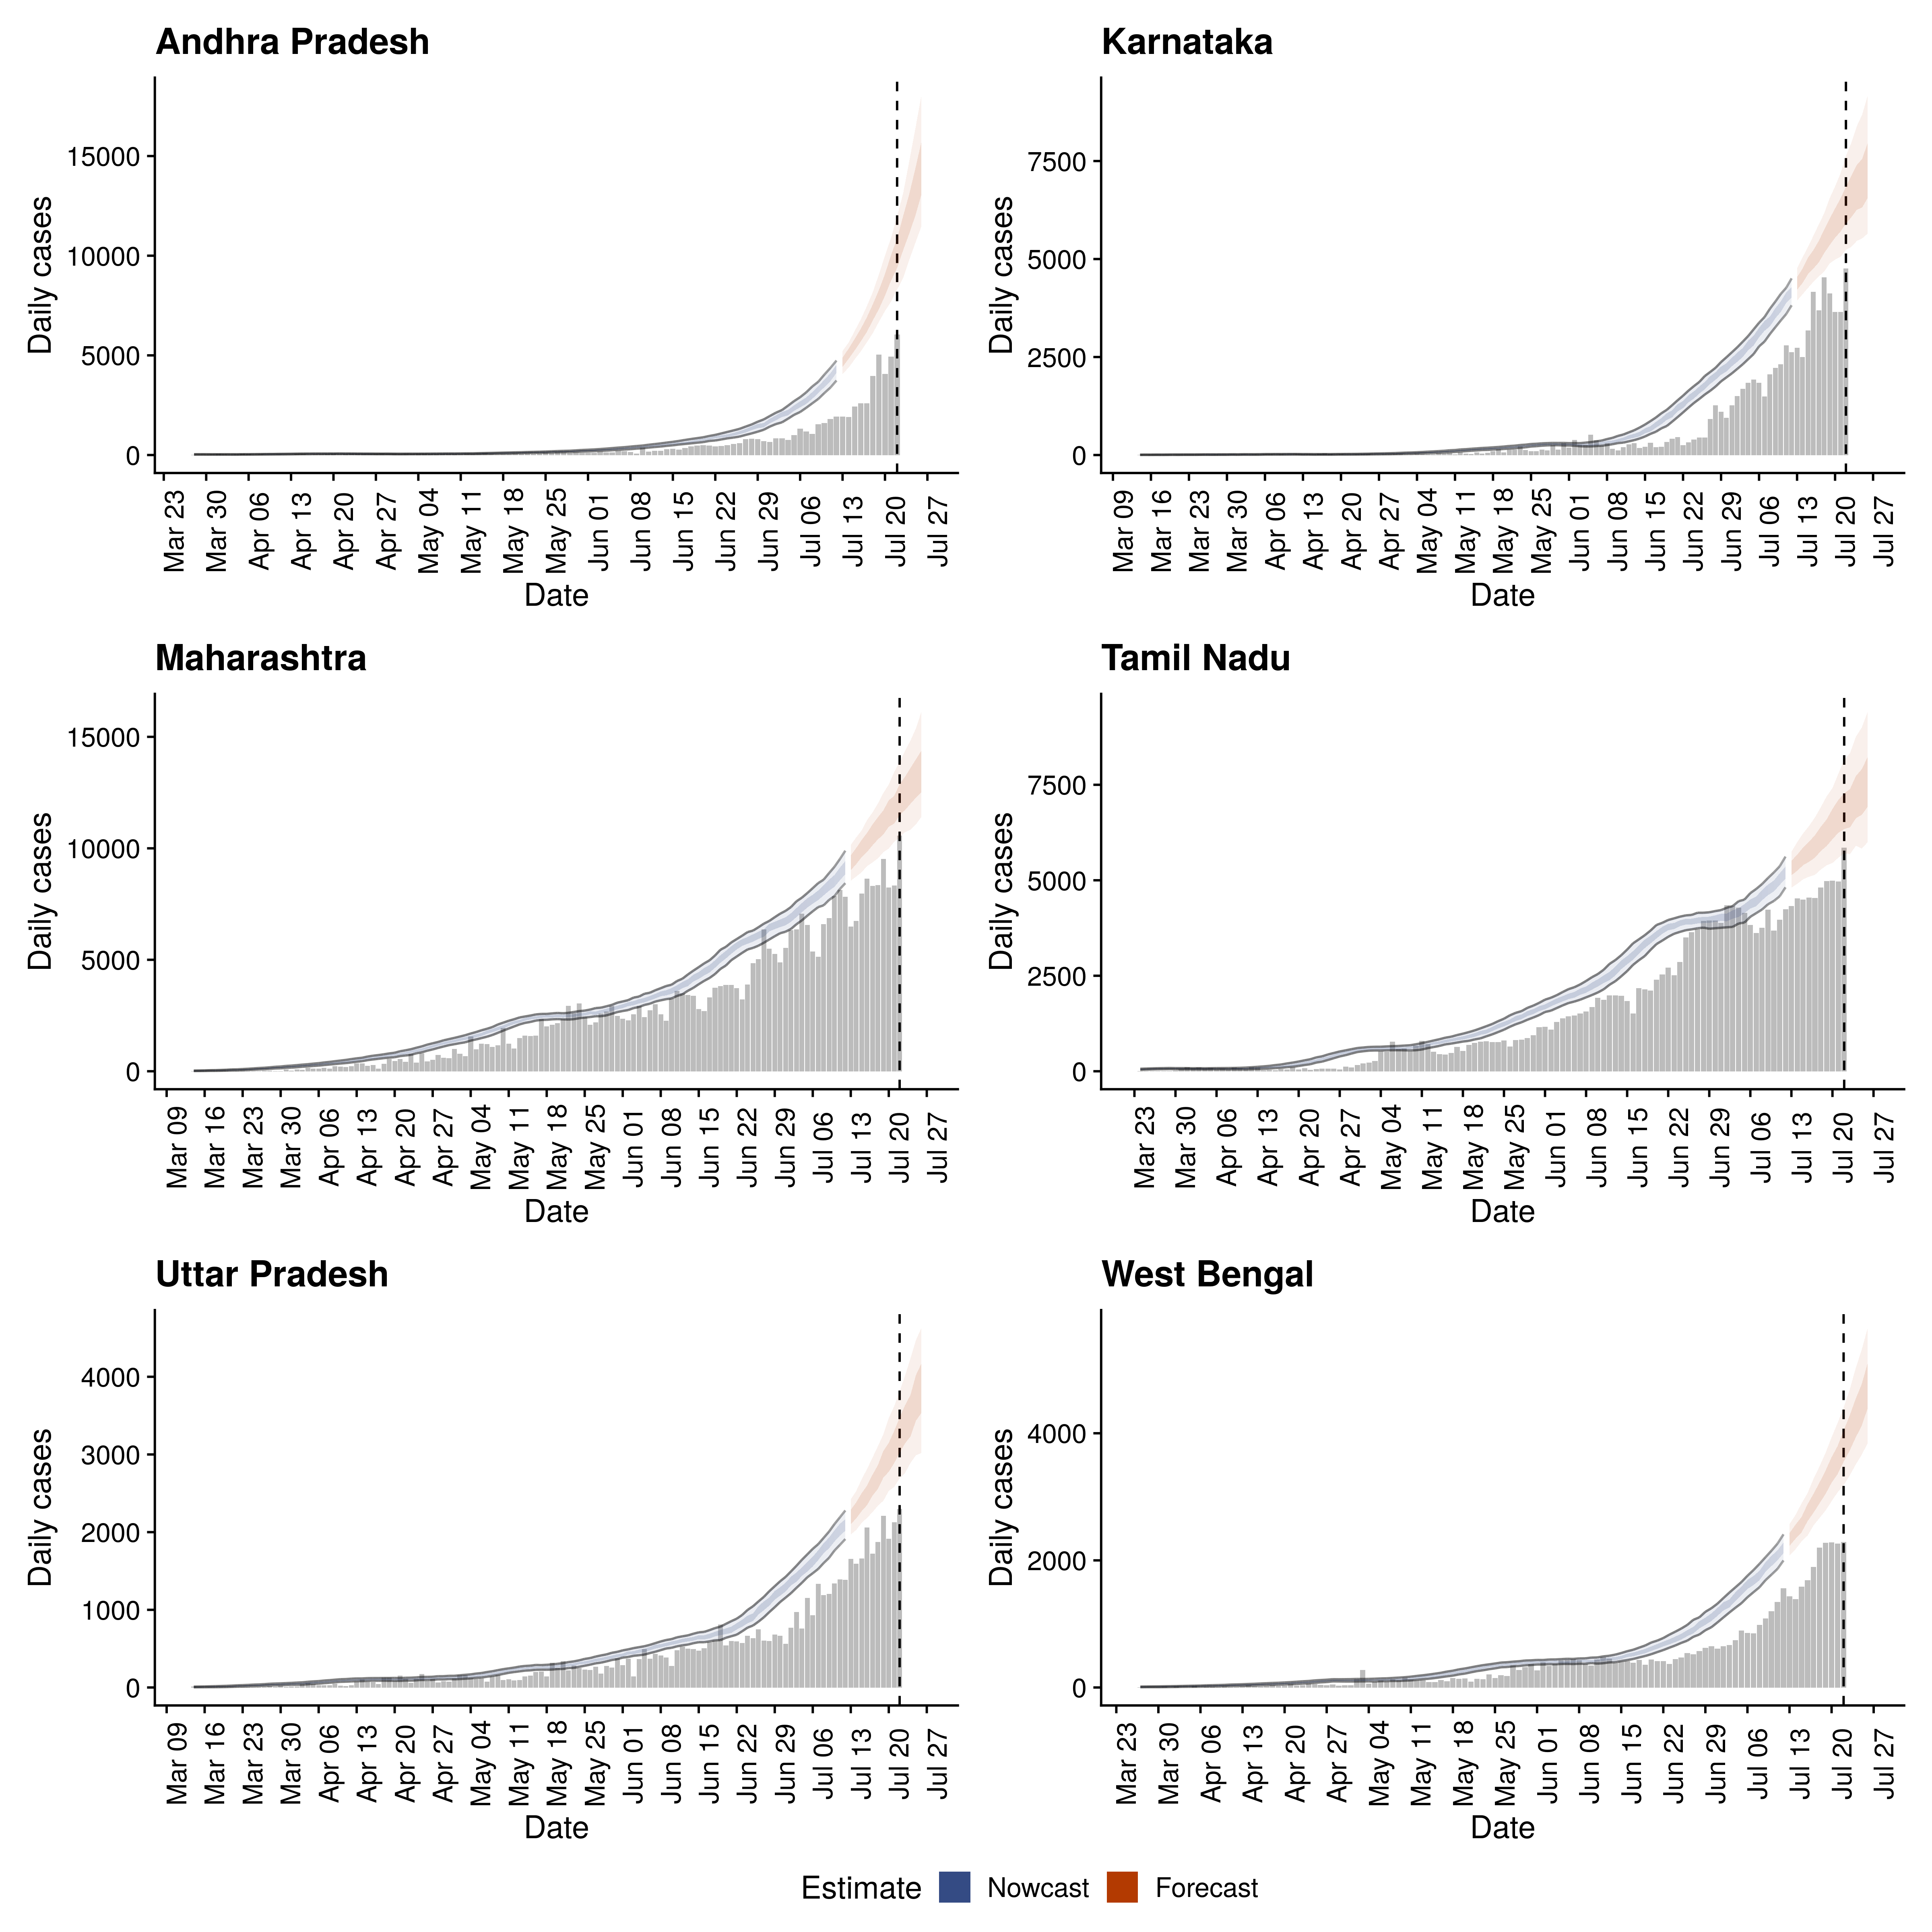 Andhra Pradesh
Daily cases
15000
10000
5000
0
Mar 23
Mar 30
Apr 06
Apr 13
Apr 20
Apr 27
May 04
May 11
May 18
May 25
Jun 01
Jun 08
Jun 15
Jun 22
Jun 29
Jul 06
Jul 13
Jul 20
Jul 27
Date
Karnataka
Daily cases
7500
5000
2500
0
Mar 09
Mar 16
Mar 23
Mar 30
Apr 06
Apr 13
Apr 20
Apr 27
May 04
May 11
May 18
May 25
Jun 01
Jun 08
Jun 15
Jun 22
Jun 29
Jul 06
Jul 13
Jul 20
Jul 27
Date
Maharashtra
Daily cases
15000
10000
5000
0
Mar 09
Mar 16
Mar 23
Mar 30
Apr 06
Apr 13
Apr 20
Apr 27
May 04
May 11
May 18
May 25
Jun 01
Jun 08
Jun 15
Jun 22
Jun 29
Jul 06
Jul 13
Jul 20
Jul 27
Date
Tamil Nadu
Daily cases
7500
5000
2500
0
Mar 23
Mar 30
Apr 06
Apr 13
Apr 20
Apr 27
May 04
May 11
May 18
May 25
Jun 01
Jun 08
Jun 15
Jun 22
Jun 29
Jul 06
Jul 13
Jul 20
Jul 27
Date
Uttar Pradesh
Daily cases
4000
3000
2000
1000
0
Mar 09
Mar 16
Mar 23
Mar 30
Apr 06
Apr 13
Apr 20
Apr 27
May 04
May 11
May 18
May 25
Jun 01
Jun 08
Jun 15
Jun 22
Jun 29
Jul 06
Jul 13
Jul 20
Jul 27
Date
West Bengal
Daily cases
4000
2000
0
Mar 23
Mar 30
Apr 06
Apr 13
Apr 20
Apr 27
May 04
May 11
May 18
May 25
Jun 01
Jun 08
Jun 15
Jun 22
Jun 29
Jul 06
Jul 13
Jul 20
Jul 27
Date
Estimate Nowcast Forecast